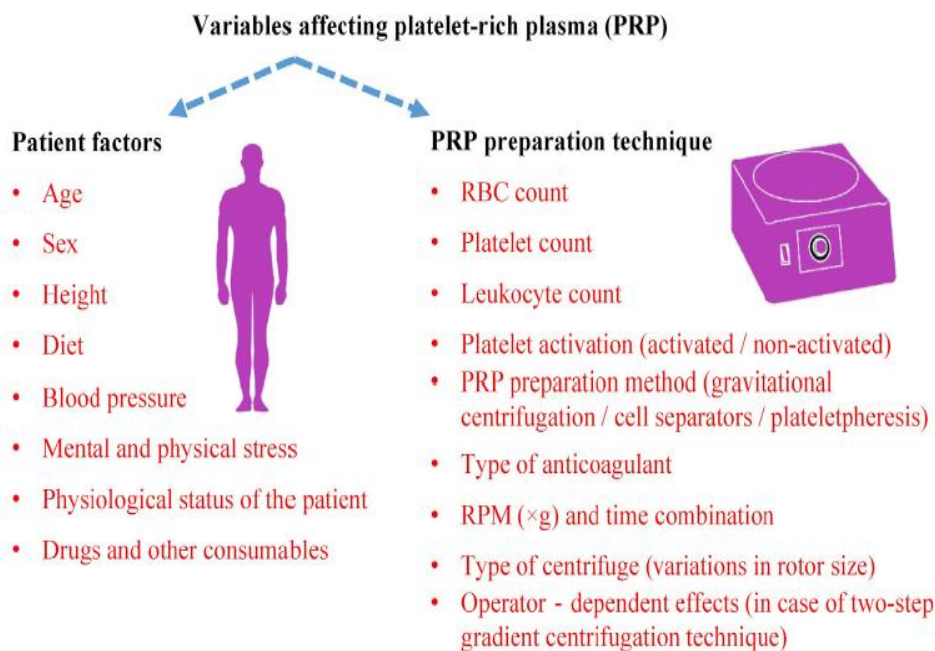 Variables affecting platelet-rich plasma (PRP)
Patient factors
• Age
• Sex
• Height
• Diet
• Blood pressure
• Mental and physical stress
• Physiological status of the patient
• Drugs and other consumables
PRP preparation technique
• RBC count
• Platelet count
• Leukocyte count
• Platelet activation (activated / non-activated)
• PRP preparation method (gravitational
centrifugation / cell separators / plateletpheresis)
• Type of anticoagulant
• RPM (×g) and time combination
• Type of centrifuge (variations in rotor size)
• Operator - dependent effects (in case of two-step
gradient centrifugation technique)